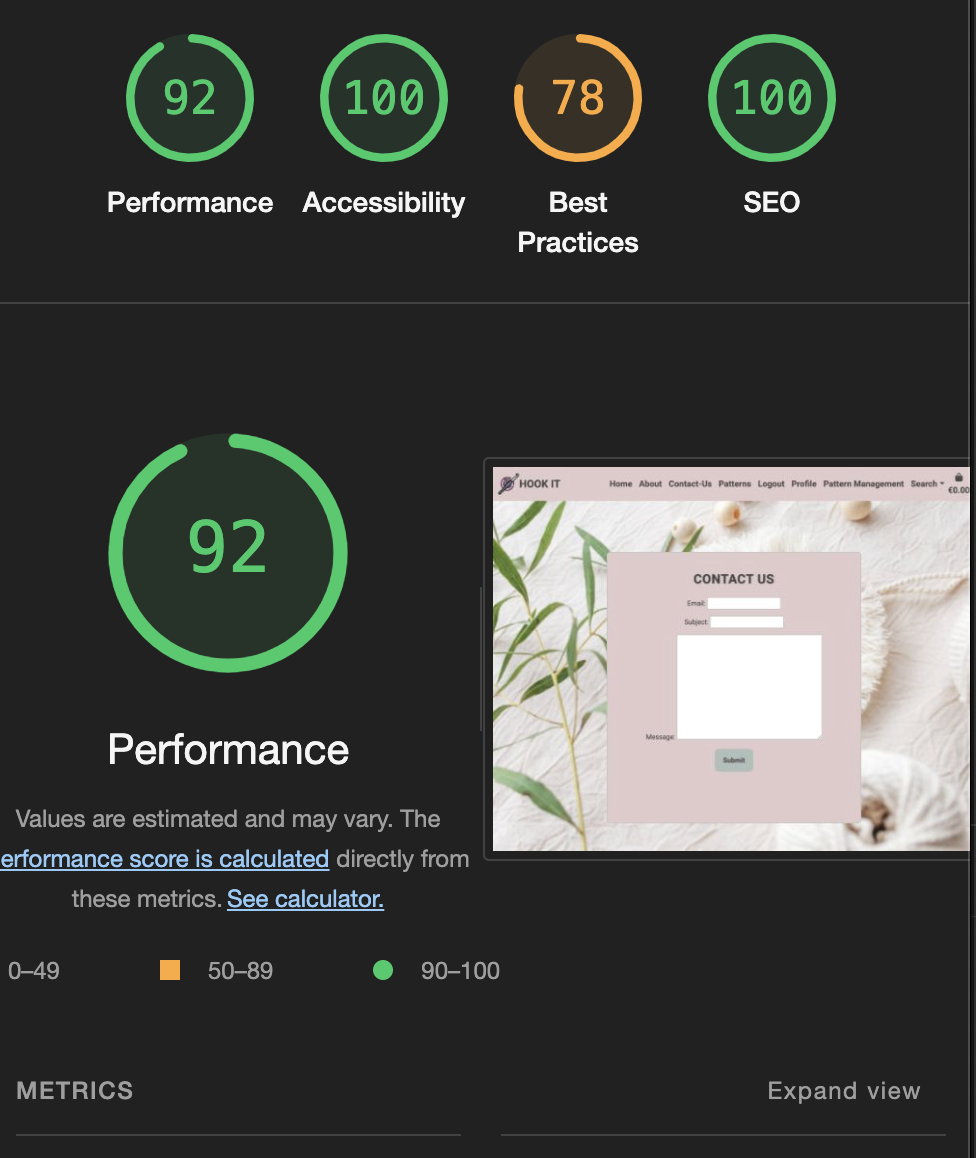 92
100
78
100
Performance
Accessibility
Best
Practices
SEO
92
Performance
Values are estimated and may vary. The
erformance score is calculated directly from
these metrics. See calculator.
0–49
50–89
90–100
HOOK IT
Home About Contact-Us Patterns Logout Profile Pattern Management Search
€0.00
CONTACT US
Email:
Subject:
Message:
Submit
METRICS
Expand view